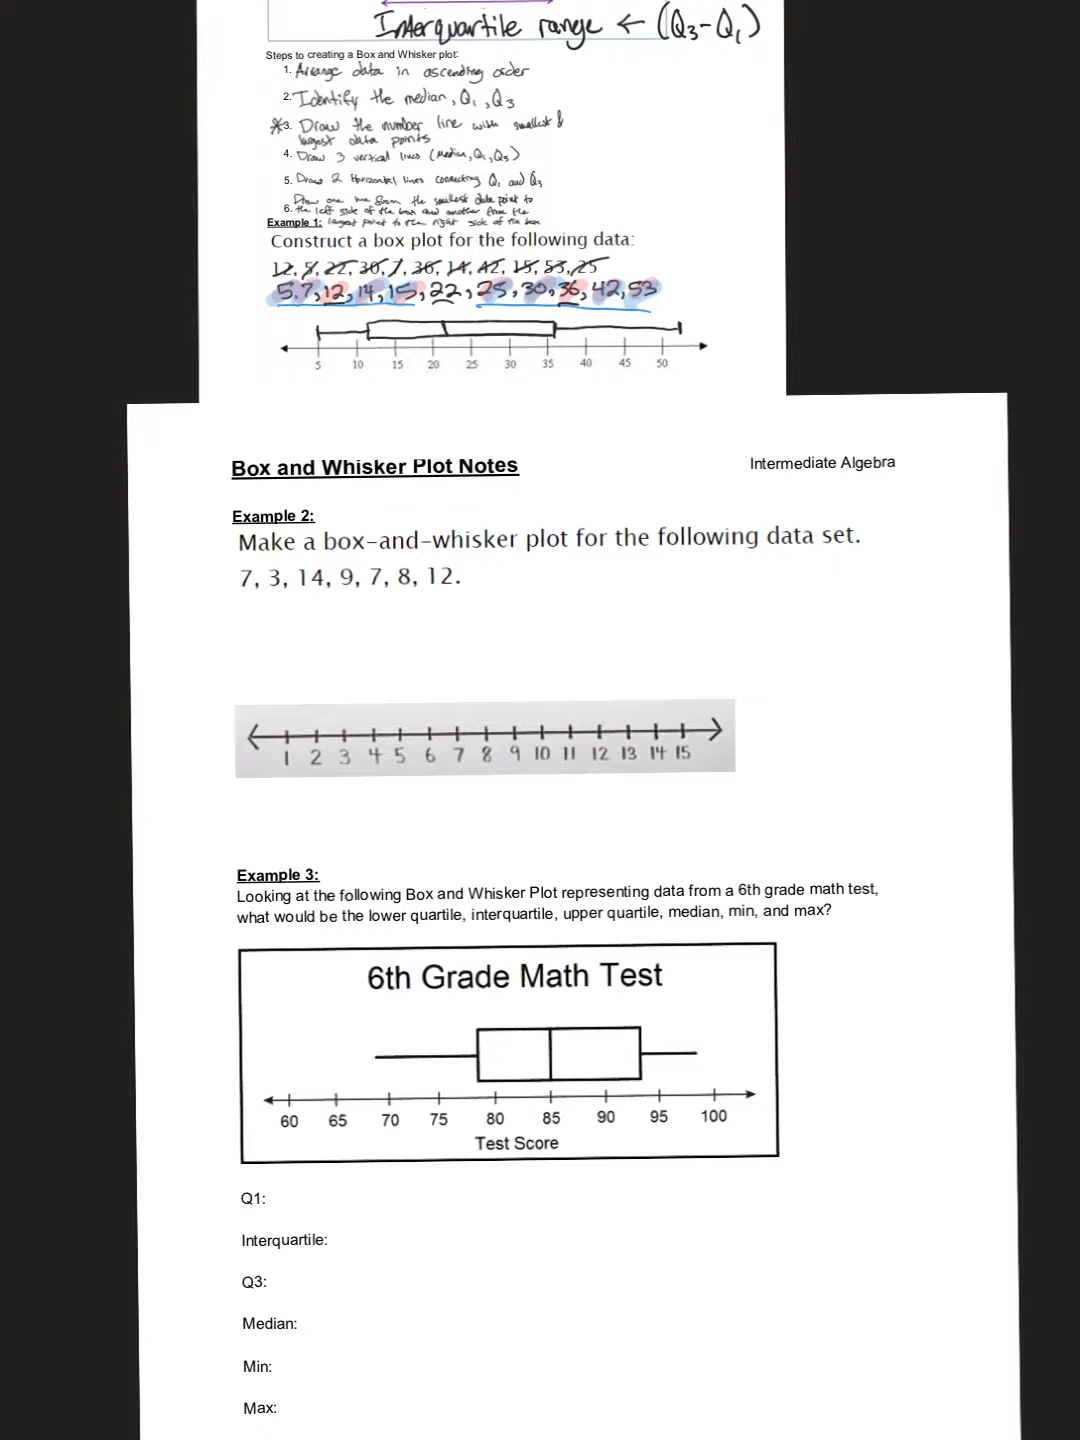 Interquartile range ← (Q3-Q1)
Steps to creating a Box and Whisker plot:
1. Arrange data in ascending order
2. Identify the median, Q1, Q3
*3. Draw the number line with smallest &
largest data points
4. Draw 3 vertical lines (Median, Q1, Q3)
5. Draw 2 Horizontal lines connecting Q1 and Q3
Draw one line from the smallest data point to
6. the left side of the box and another from the
Example 1: largest point to the right side of the box
Construct a box plot for the following data:
12, 5, 22, 30, 7, 36, 14, 42, 15, 53, 25
5, 7, 12, 14, 15, 22, 25, 30, 36, 42, 53
5 10 15 20 25 30 35 40 45 50
Box and Whisker Plot Notes
Intermediate Algebra
Example 2:
Make a box-and-whisker plot for the following data set.
7, 3, 14, 9, 7, 8, 12.
1 2 3 4 5 6 7 8 9 10 11 12 13 14 15
Example 3:
Looking at the following Box and Whisker Plot representing data from a 6th grade math test,
what would be the lower quartile, interquartile, upper quartile, median, min, and max?
6th Grade Math Test
60 65 70 75 80 85 90 95 100
Test Score
Q1:
Interquartile:
Q3:
Median:
Min:
Max: